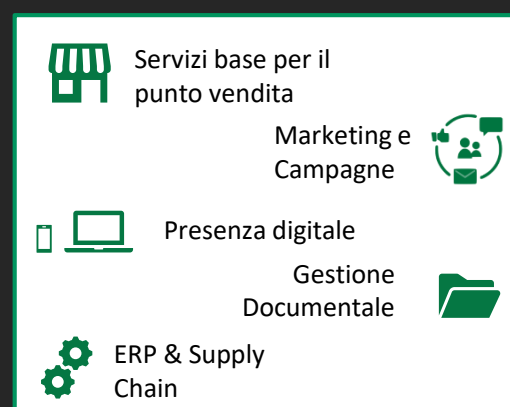 Servizi base per il
punto vendita
Marketing e
Campagne
Presenza digitale
Gestione
Documentale
ERP & Supply
Chain